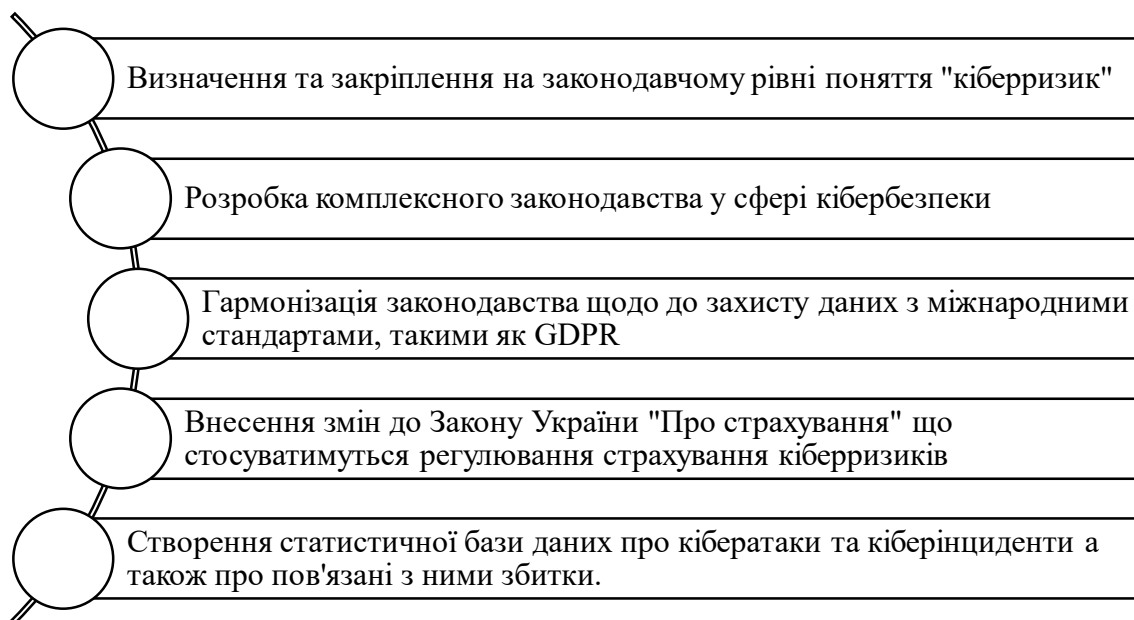 Визначення та закріплення на законодавчому рівні поняття "кіберризик"
Розробка комплексного законодавства у сфері кібербезпеки
Гармонізація законодавства щодо до захисту даних з міжнародними
стандартами, такими як GDPR
Внесення змін до Закону України "Про страхування" що
стосуватимуться регулювання страхування кіберризиків
Створення статистичної бази даних про кібератаки та кіберінциденти а
також про пов'язані з ними збитки.